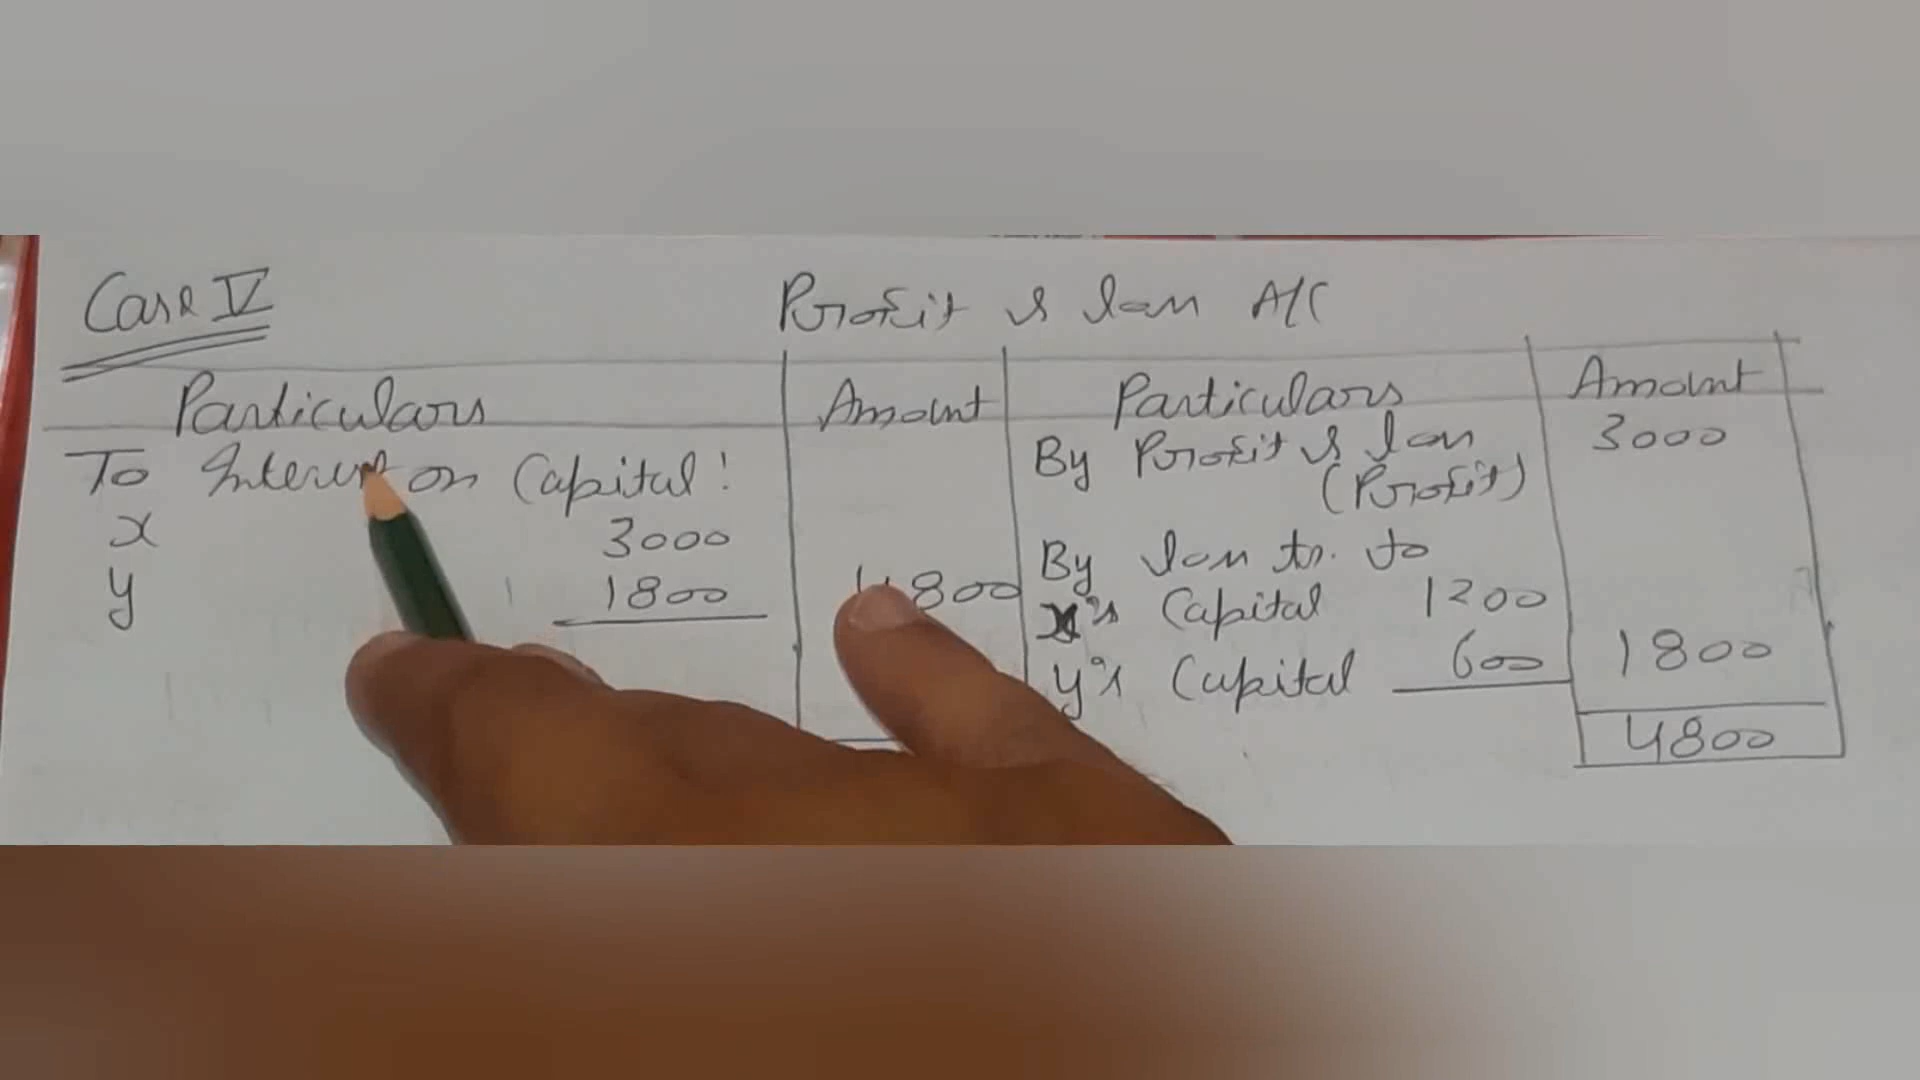 Case V
Profit & Loss A/C
Particulars Amount Particulars Amount
To Interest on Capital:
x 3000
y 1800 4800
By Profit & Loss 3000
(Profit)
By Loss tr. to
x's Capital 1200
y's Capital 600 1800
4800